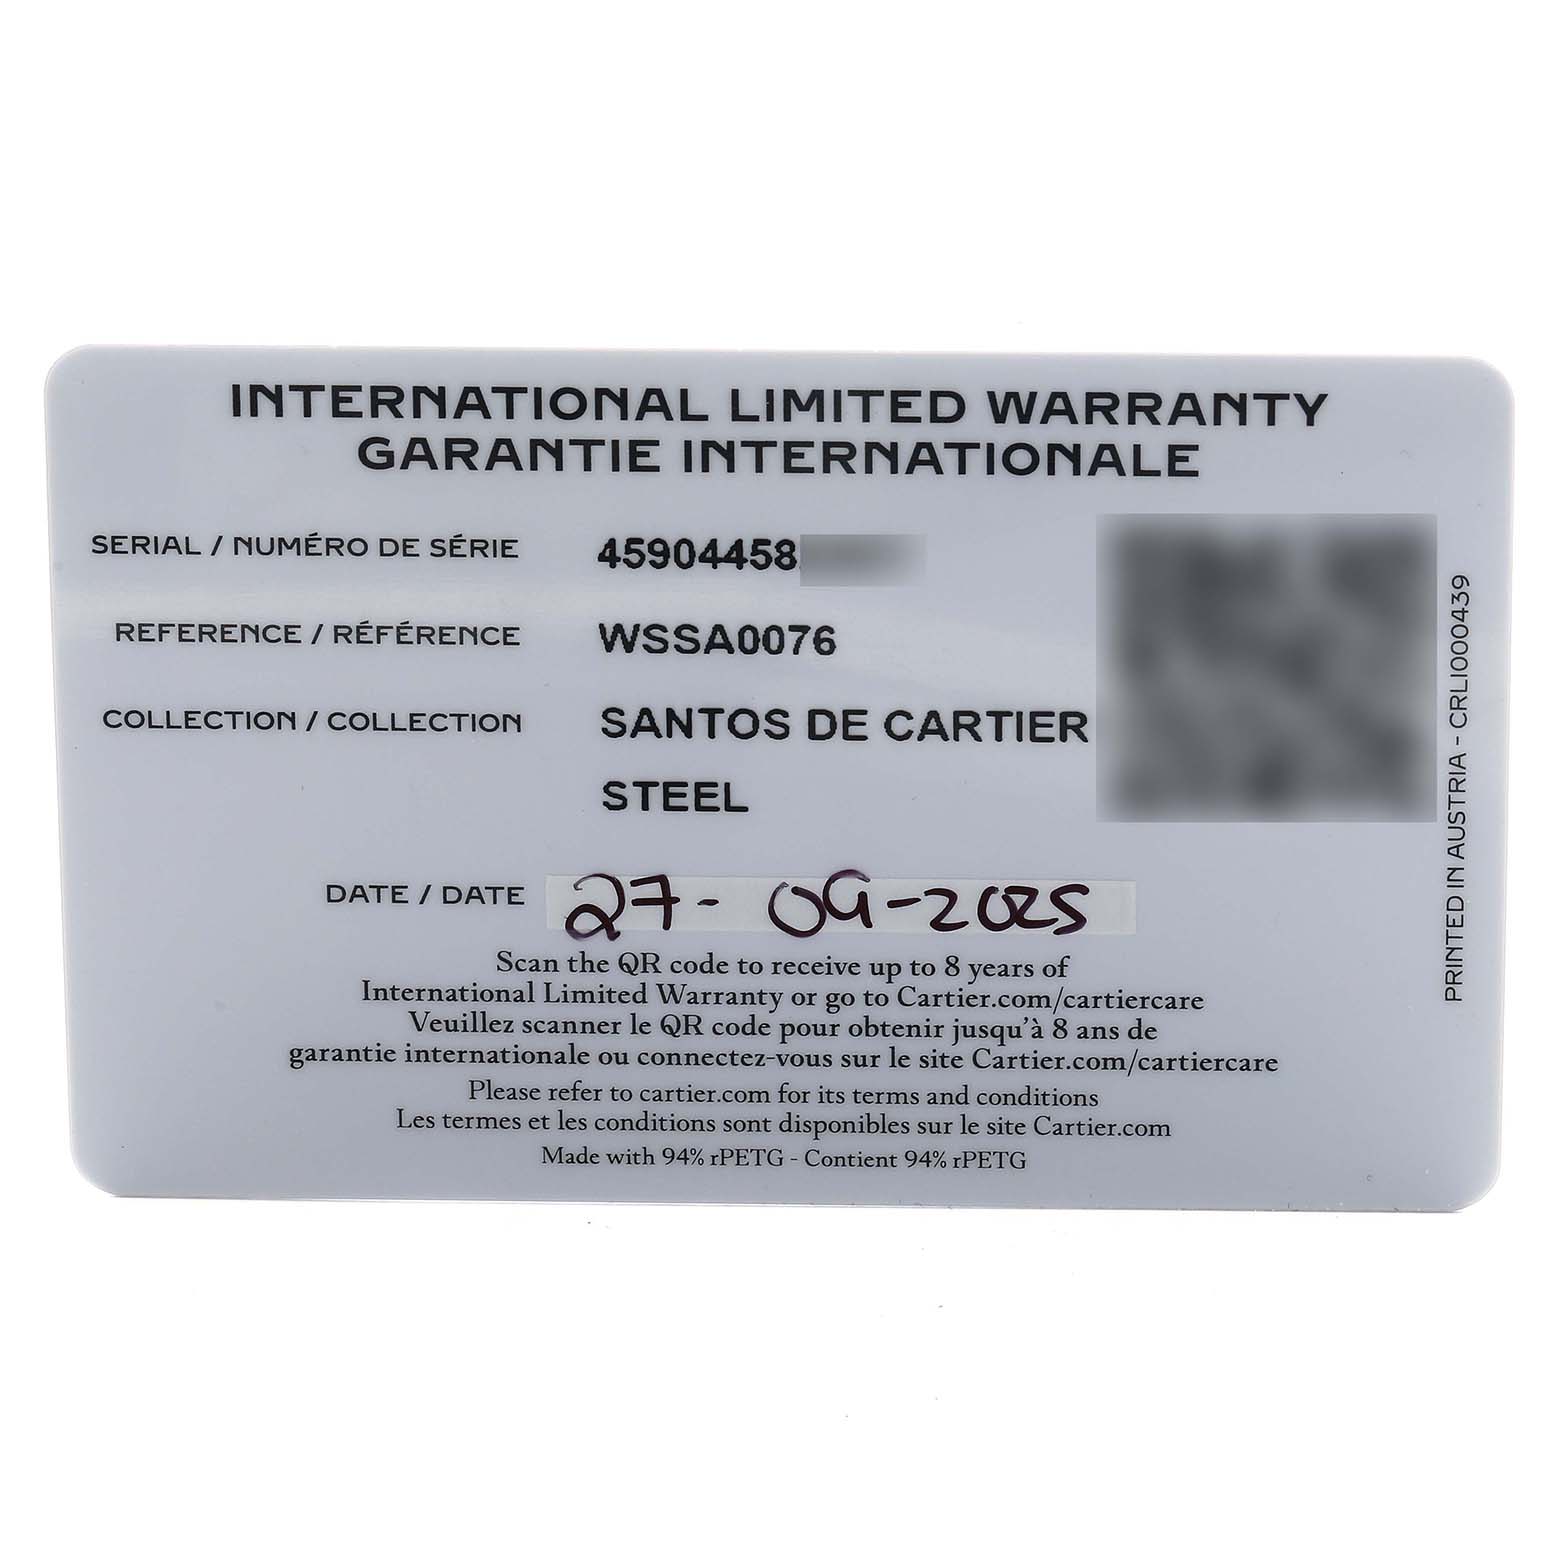 INTERNATIONAL LIMITED WARRANTY
GARANTIE INTERNATIONALE
SERIAL / NUMÉRO DE SÉRIE 459044458
REFERENCE / RÉFÉRENCE WSSA0076
COLLECTION / COLLECTION SANTOS DE CARTIER
STEEL
DATE / DATE 27-09-2025
Scan the QR code to receive up to 8 years of
International Limited Warranty or go to Cartier.com/cartiercare
Veuillez scanner le QR code pour obtenir jusqu'à 8 ans de
garantie internationale ou connectez-vous sur le site Cartier.com/cartiercare
Please refer to cartier.com for its terms and conditions
Les termes et les conditions sont disponibles sur le site Cartier.com
Made with 94% rPETG - Contient 94% rPETG
PRINTED IN AUSTRIA - CRLI000439